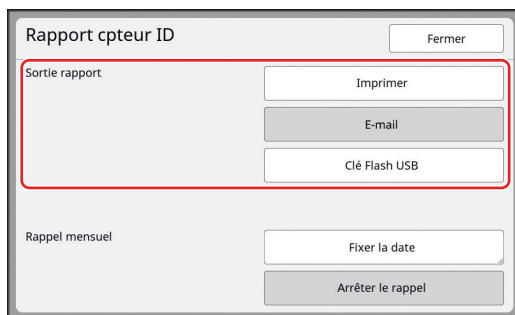 Rapport cpteur ID
Fermer
Sortie rapport
Imprimer
E-mail
Clé Flash USB
Rappel mensuel
Fixer la date
Arrêter le rappel